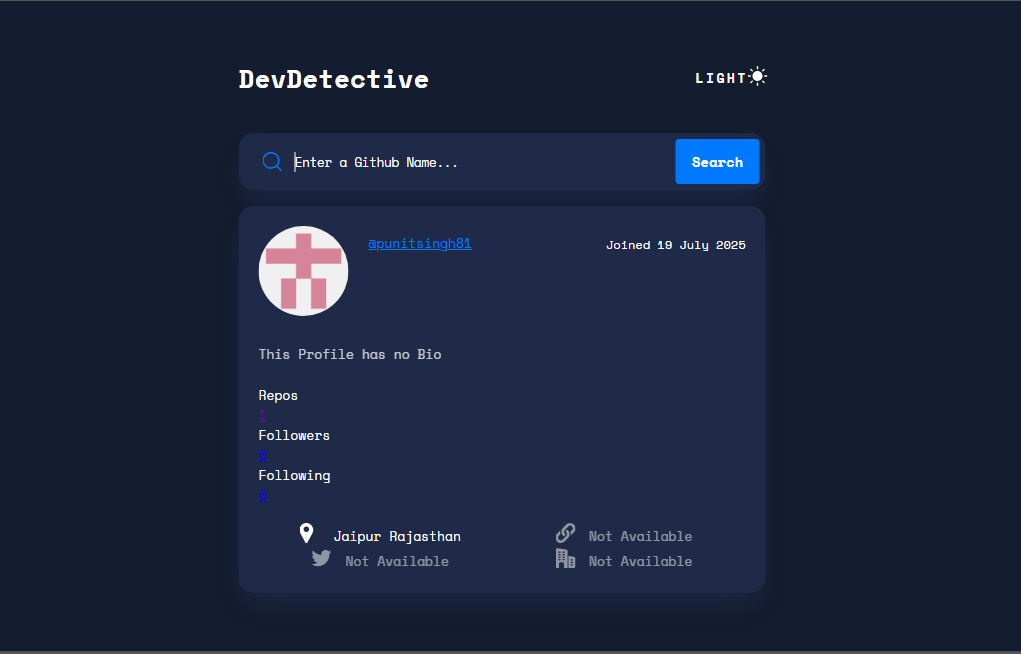 DevDetective
LIGHT
Enter a Github Name...
Search
@punitsingh81
Joined 19 July 2025
This Profile has no Bio
Repos
1
Followers
0
Following
0
Jaipur Rajasthan
Not Available
Not Available
Not Available